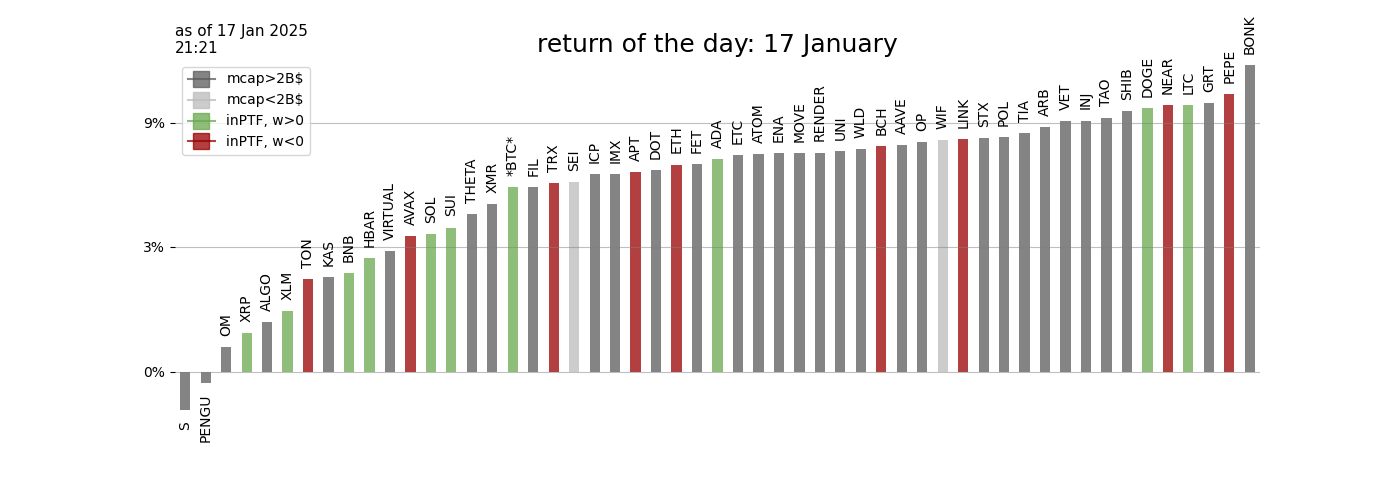 as of 17 Jan 2025
21:21
return of the day: 17 January
mcap>2B$
mcap<2B$
inPTF, w>0
inPTF, w<0
9%
3%
0%
S
PENGU
OM
XRP
ALGO
XLM
TON
KAS
BNB
HBAR
VIRTUAL
AVAX
SOL
SUI
THETA
XMR
*BTC*
FIL
TRX
SEI
ICP
IMX
APT
DOT
ETH
FET
ADA
ETC
ATOM
ENA
MOVE
RENDER
UNI
WLD
BCH
AAVE
OP
WIF
LINK
STX
POL
TIA
ARB
VET
INJ
TAO
SHIB
DOGE
NEAR
LTC
GRT
PEPE
BONK